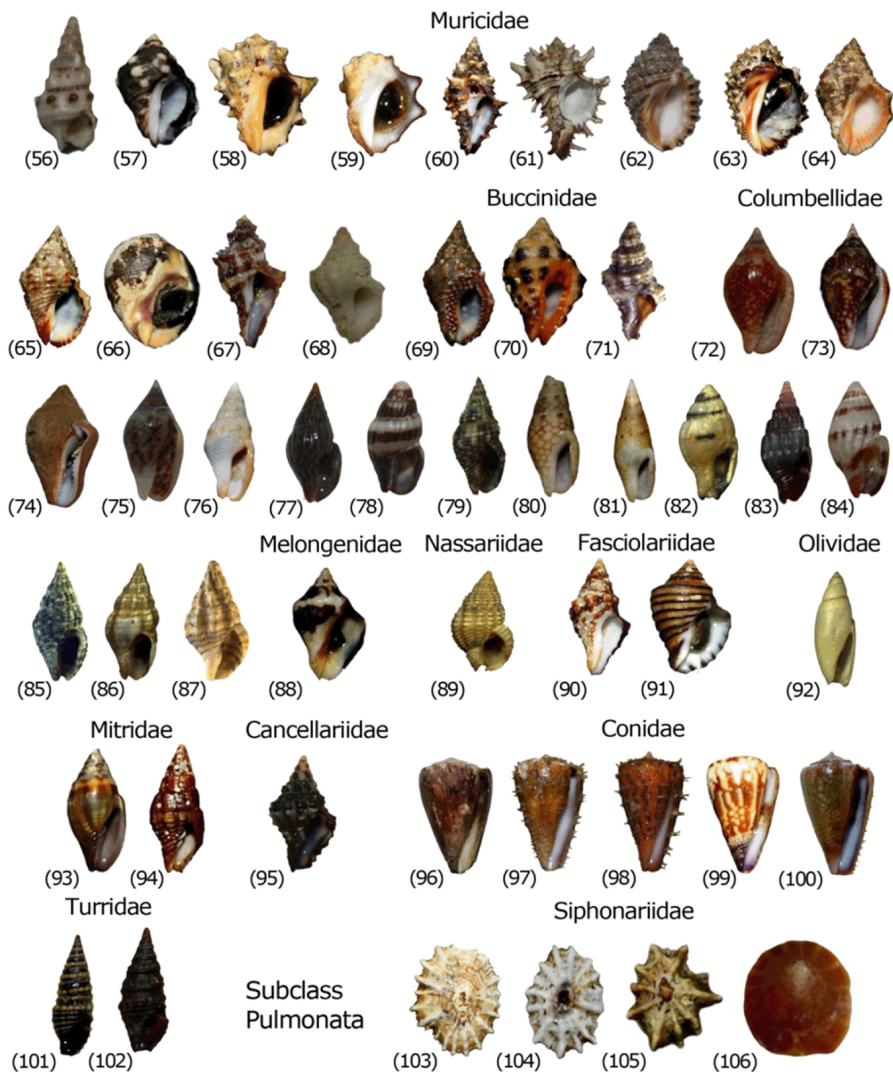 Muricidae
(56) (57) (58) (59) (60) (61) (62) (63) (64)
Buccinidae Columbellidae
(65) (66) (67) (68) (69) (70) (71) (72) (73)
(74) (75) (76) (77) (78) (79) (80) (81) (82) (83) (84)
Melongenidae Nassariidae Fasciolariidae Olividae
(85) (86) (87) (88) (89) (90) (91) (92)
Mitridae Cancellariidae Conidae
(93) (94) (95) (96) (97) (98) (99) (100)
Turridae Siphonariidae
Subclass
Pulmonata
(101) (102) (103) (104) (105) (106)